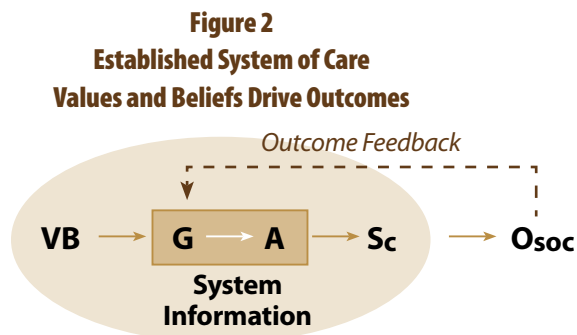 Figure 2
Established System of Care
Values and Beliefs Drive Outcomes
Outcome Feedback
VB G A Sc Osoc
System
Information